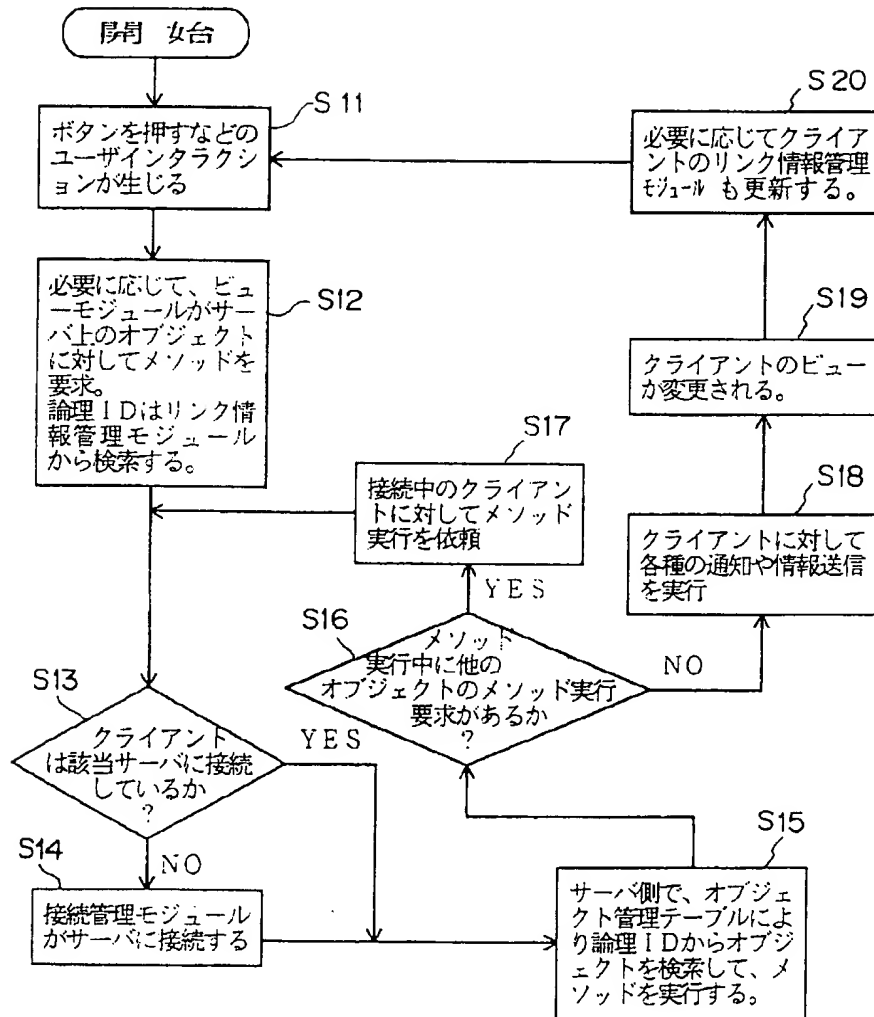 開始
S11
ボタンを押すなどの
ユーザインタラクシ
ョンが生じる
S12
必要に応じて、ビュ
ーモジュールがサー
バ上のオブジェクト
に対してメソッドを
要求。
論理IDはリンク情
報管理モジュール
から検索する。
S13
クライアント
は該当サーバに接続
しているか
?
YES
NO
S14
接続管理モジュール
がサーバに接続する
S15
サーバ側で、オブジェ
クト管理テーブルによ
り論理IDからオブジ
ェクトを検索して、メ
ソッドを実行する。
S16
メソッド
実行中に他の
オブジェクトのメソッド実行
要求があるか
?
YES
NO
S17
接続中のクライアン
トに対してメソッド
実行を依頼
S18
クライアントに対して
各種の通知や情報送信
を実行
S19
クライアントのビュー
が変更される。
S20
必要に応じてクライア
ントのリンク情報管理
モジュール も更新する。